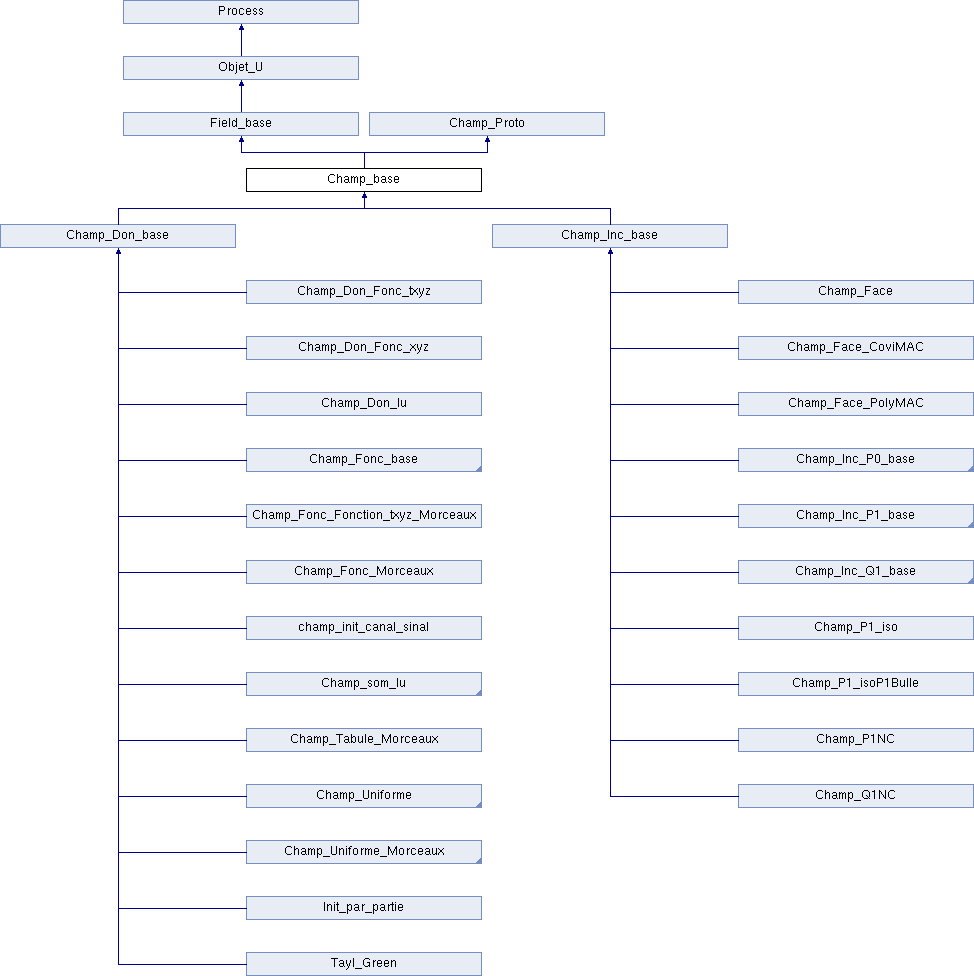 Process
Objet_U
Field_base
Champ_Proto
Champ_base
Champ_Don_base
Champ_Inc_base
Champ_Don_Fonc_txyz
Champ_Face
Champ_Don_Fonc_xyz
Champ_Face_CoviMAC
Champ_Don_lu
Champ_Face_PolyMAC
Champ_Fonc_base
Champ_Inc_P0_base
Champ_Fonc_Fonction_txyz_Morceaux
Champ_Inc_P1_base
Champ_Fonc_Morceaux
Champ_Inc_Q1_base
champ_init_canal_sinal
Champ_P1_iso
Champ_som_lu
Champ_P1_isoP1Bulle
Champ_Tabule_Morceaux
Champ_P1NC
Champ_Uniforme
Champ_Q1NC
Champ_Uniforme_Morceaux
Init_par_partie
Tayl_Green